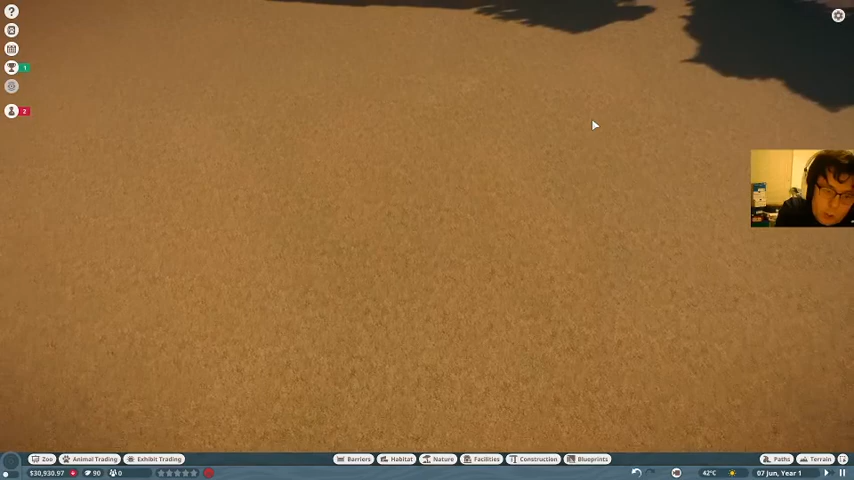 ?
1
2
Zoo
Animal Trading
Exhibit Trading
Barriers
Habitat
Nature
Facilities
Construction
Blueprints
Paths
Terrain
$30,930.97
90
0
42°C
07 Jun, Year 1